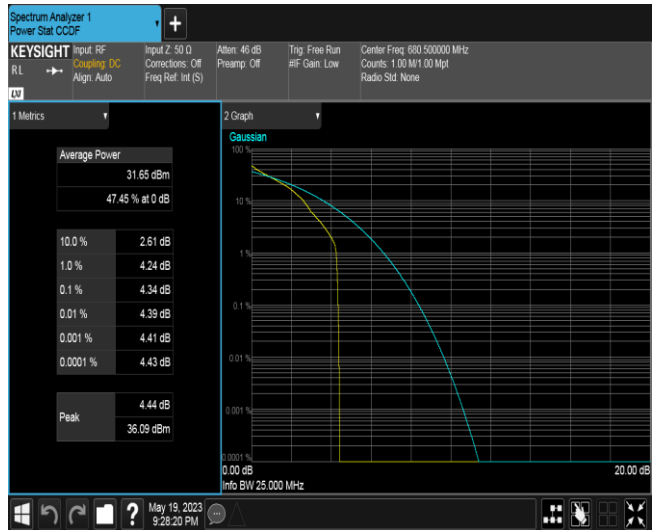 Spectrum Analyzer 1
Power Stat CCDF
KEYSIGHT
RL
LXI
Input: RF
Coupling: DC
Align: Auto
Input Z: 50 Ω
Corrections: Off
Freq Ref: Int (S)
Atten: 46 dB
Preamp: Off
Trig: Free Run
#IF Gain: Low
Center Freq: 680.500000 MHz
Counts: 1.00 M/1.00 Mpt
Radio Std: None
1 Metrics
Average Power
31.65 dBm
47.45 % at 0 dB
10.0 % 2.61 dB
1.0 % 4.24 dB
0.1 % 4.34 dB
0.01 % 4.39 dB
0.001 % 4.41 dB
0.0001 % 4.43 dB
Peak
4.44 dB
36.09 dBm
2 Graph
Gaussian
100 %
10 %
1 %
0.1 %
0.01 %
0.001 %
0.0001 %
0.00 dB 20.00 dB
Info BW 25.000 MHz
?
May 19, 2023
9:28:20 PM